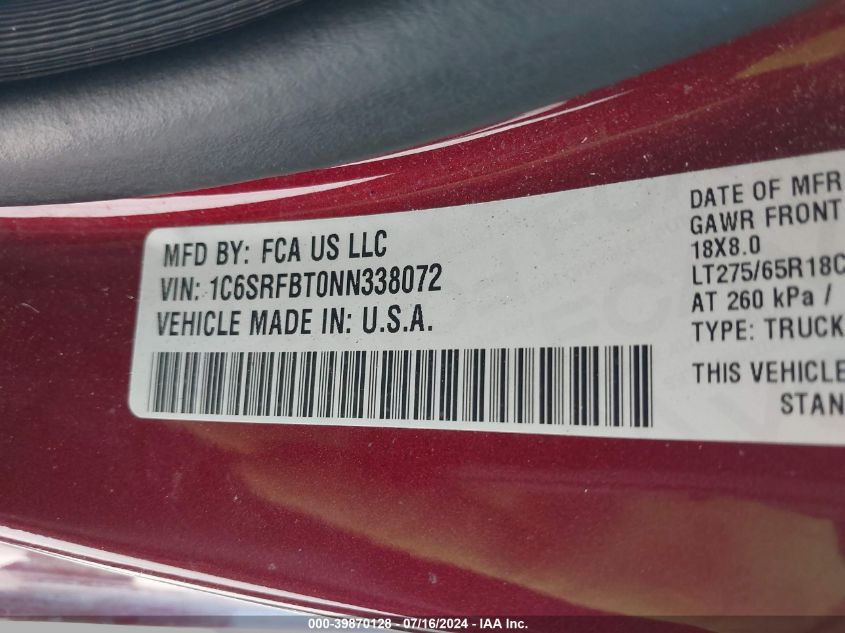 MFD BY: FCA US LLC
VIN: 1C6SRFBT0NN338072
VEHICLE MADE IN: U.S.A.
DATE OF MFR
GAWR FRONT
18X8.0
LT275/65R18C
AT 260 kPa /
TYPE: TRUCK
THIS VEHICLE
STAN
000-39870128 - 07/16/2024 - IAA Inc.